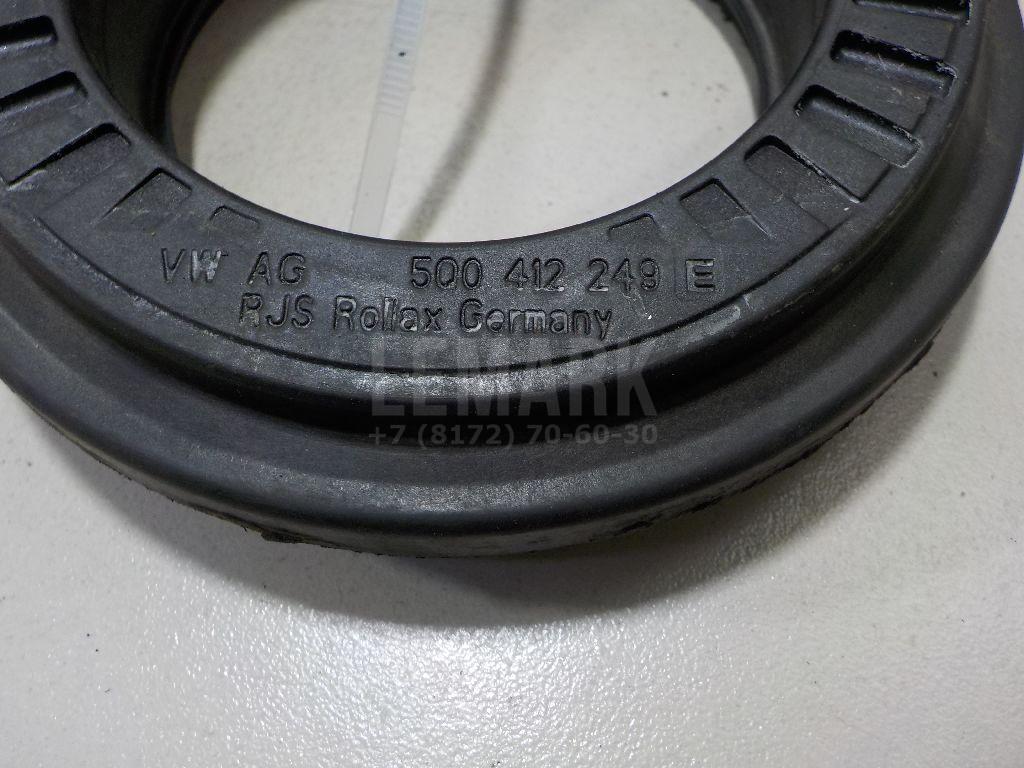 VW AG 500 412 249 E
RJS Rollax Germany
LEMARK
+7 (8172) 70-60-30